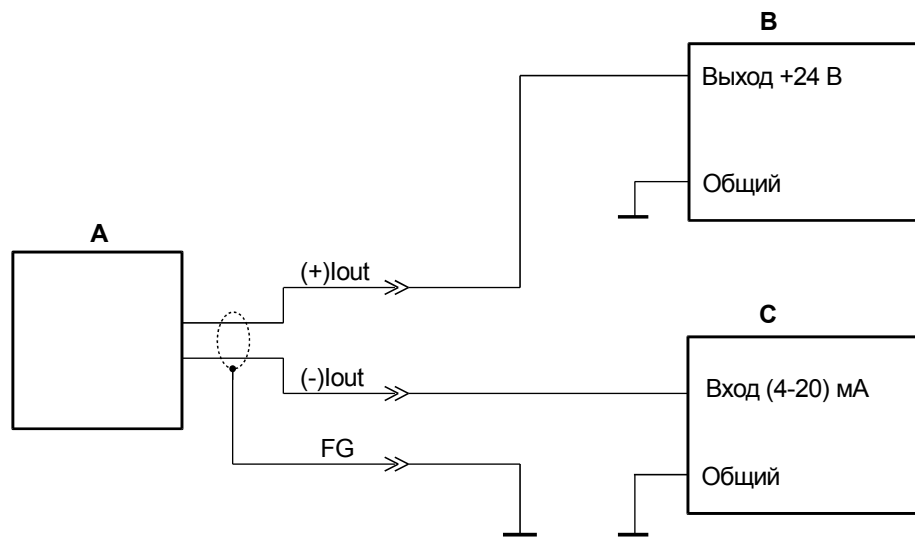 B
Выход +24 В
Общий
A
(+)Iout
C
(-)Iout
Вход (4-20) мА
FG
Общий